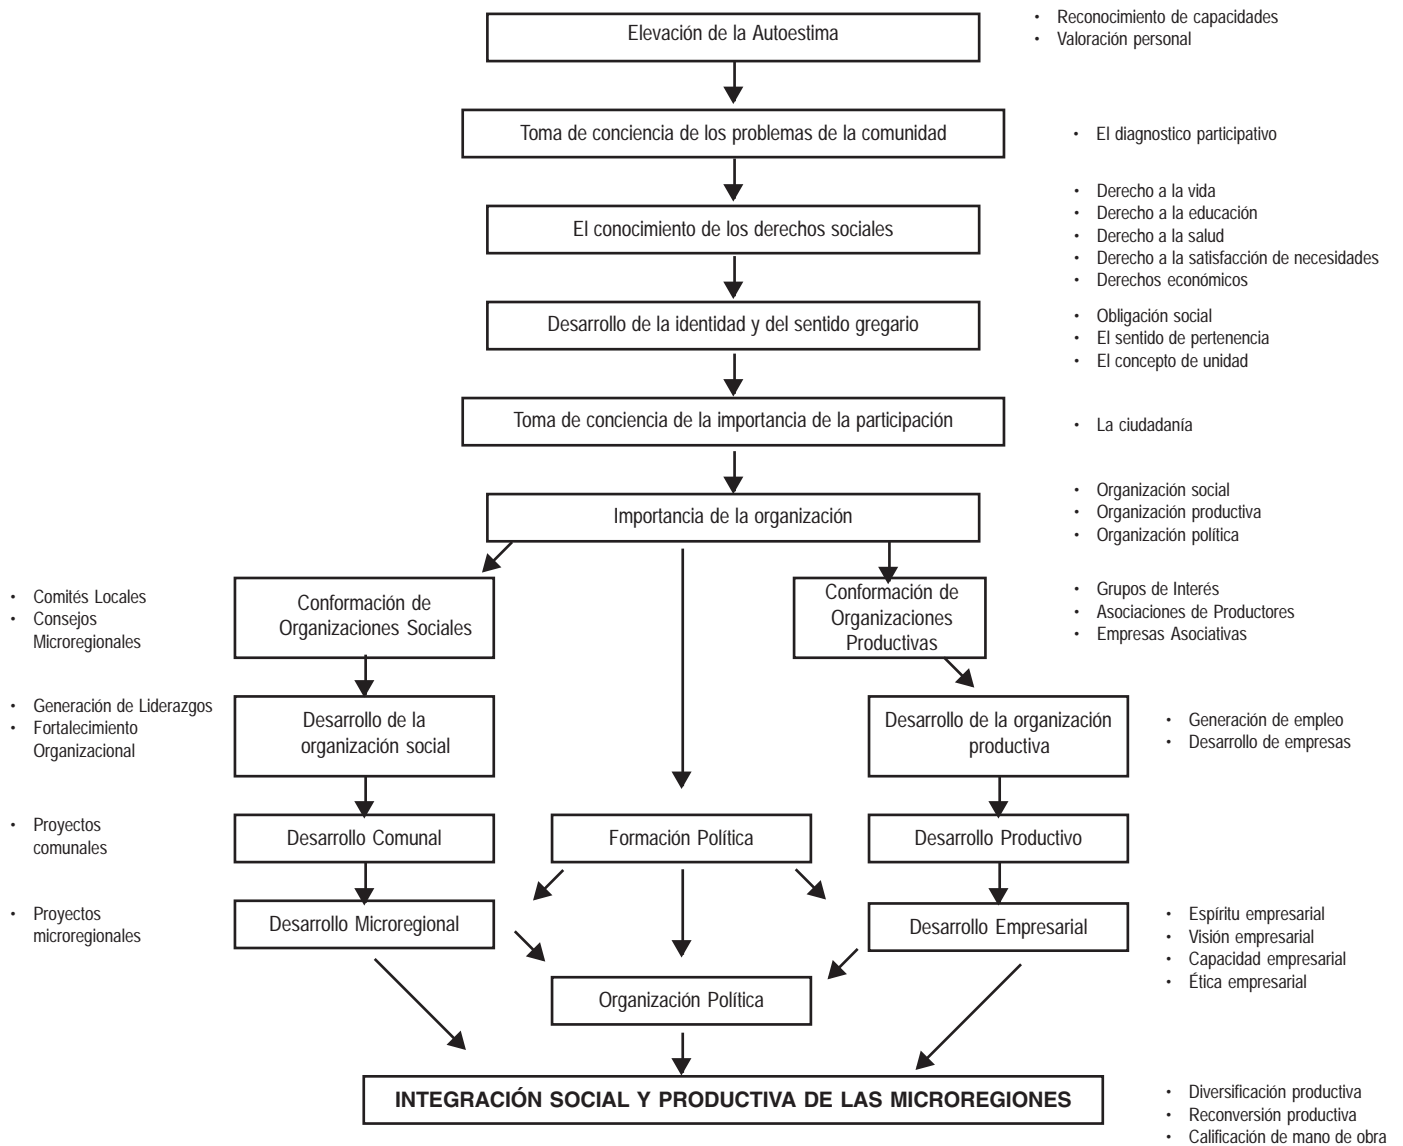 Elevación de la Autoestima
• Reconocimiento de capacidades
• Valoración personal
Toma de conciencia de los problemas de la comunidad
• El diagnostico participativo
El conocimiento de los derechos sociales
• Derecho a la vida
• Derecho a la educación
• Derecho a la salud
• Derecho a la satisfacción de necesidades
• Derechos económicos
Desarrollo de la identidad y del sentido gregario
• Obligación social
• El sentido de pertenencia
• El concepto de unidad
Toma de conciencia de la importancia de la participación
• La ciudadanía
Importancia de la organización
• Organización social
• Organización productiva
• Organización política
• Comités Locales
• Consejos
Microregionales
Conformación de
Organizaciones Sociales
Conformación de
Organizaciones
Productivas
• Grupos de Interés
• Asociaciones de Productores
• Empresas Asociativas
• Generación de Liderazgos
• Fortalecimiento
Organizacional
Desarrollo de la
organización social
Desarrollo de la organización
productiva
• Generación de empleo
• Desarrollo de empresas
• Proyectos
comunales
Desarrollo Comunal
Formación Política
Desarrollo Productivo
• Proyectos
microregionales
Desarrollo Microregional
Desarrollo Empresarial
• Espíritu empresarial
• Visión empresarial
• Capacidad empresarial
• Ética empresarial
Organización Política
INTEGRACIÓN SOCIAL Y PRODUCTIVA DE LAS MICROREGIONES
• Diversificación productiva
• Reconversión productiva
• Calificación de mano de obra